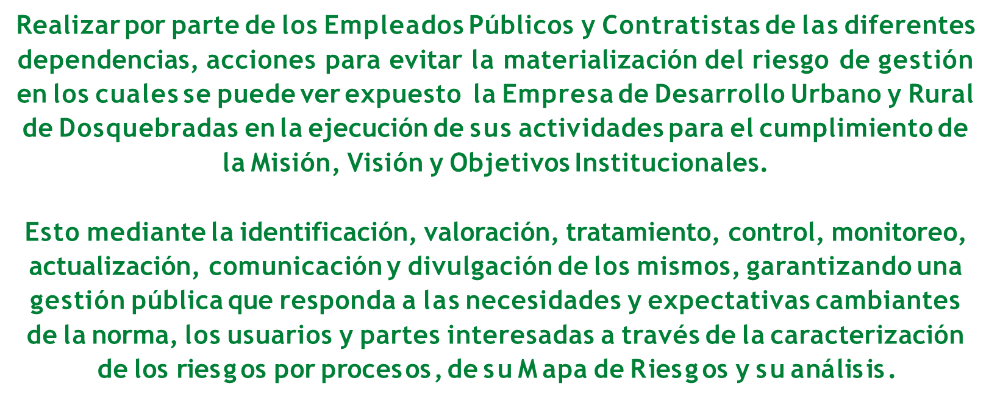 Realizar por parte de los Empleados Públicos y Contratistas de las diferentes
dependencias, acciones para evitar la materialización del riesgo de gestión
en los cuales se puede ver expuesto la Empresa de Desarrollo Urbano y Rural
de Dosquebradas en la ejecución de sus actividades para el cumplimiento de
la Misión, Visión y Objetivos Institucionales.
Esto mediante la identificación, valoración, tratamiento, control, monitoreo,
actualización, comunicación y divulgación de los mismos, garantizando una
gestión pública que responda a las necesidades y expectativas cambiantes
de la norma, los usuarios y partes interesadas a través de la caracterización
de los riesgos por procesos, de su Mapa de Riesgos y su análisis.